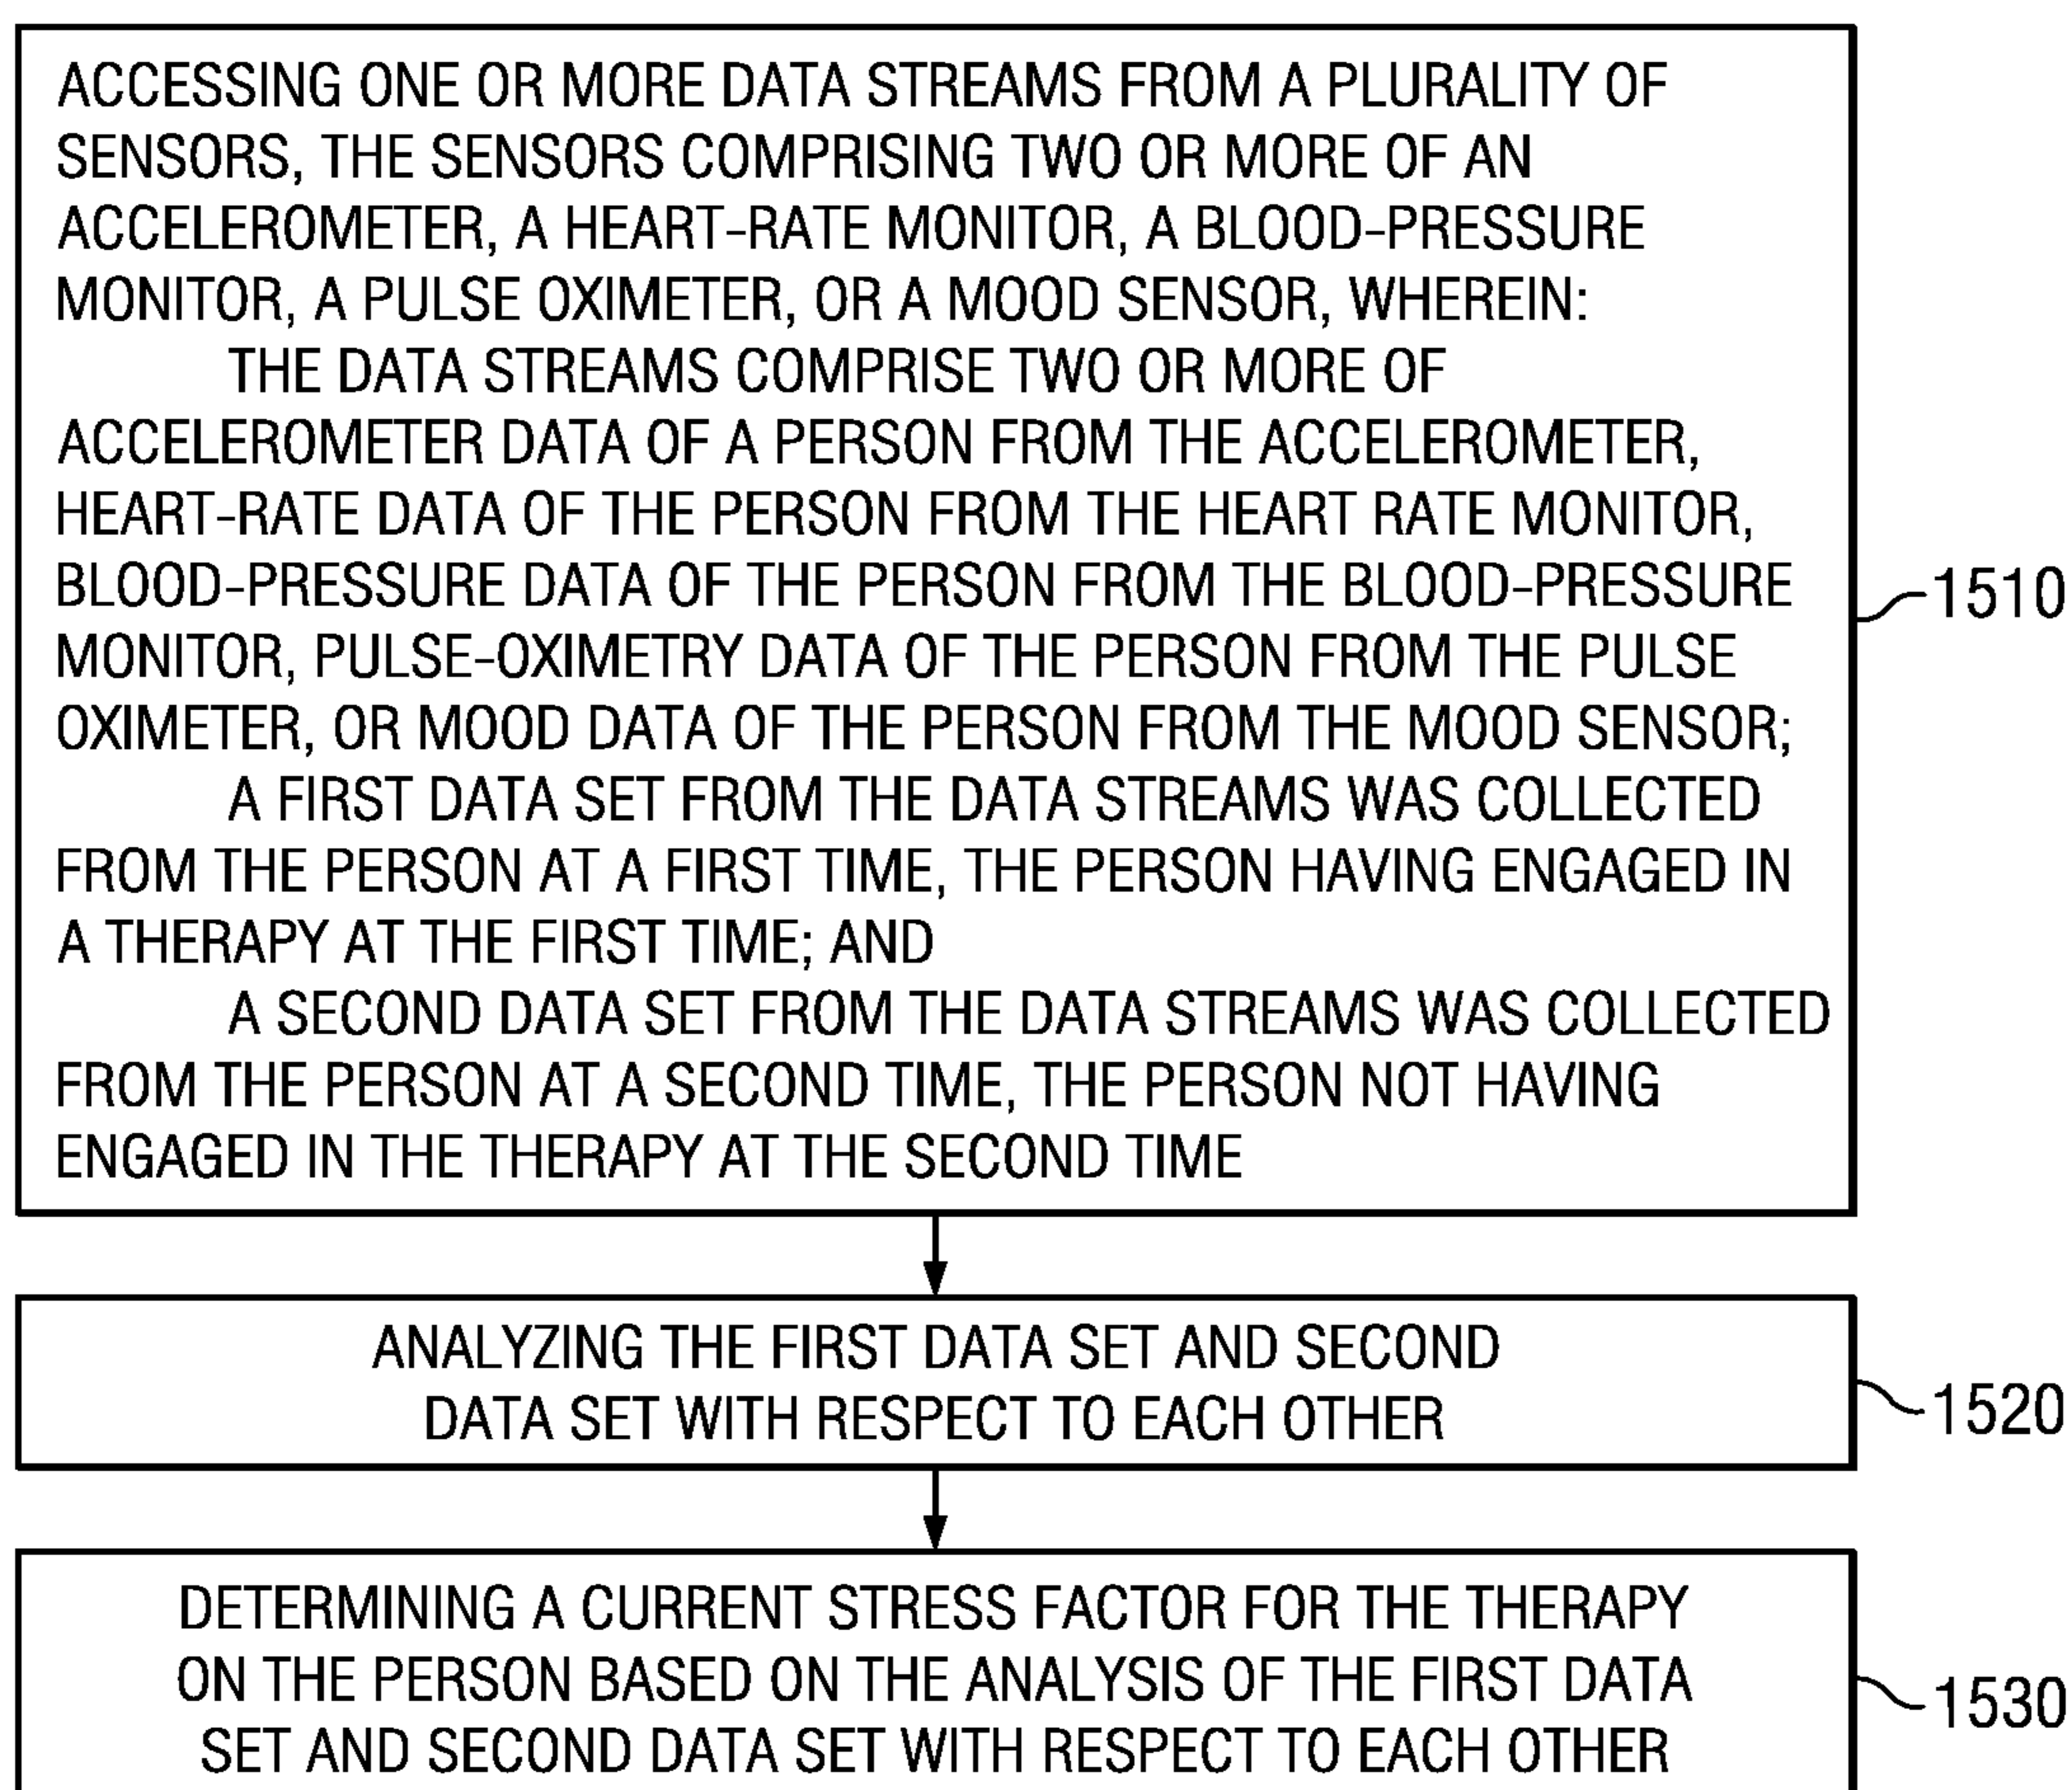 ACCESSING ONE OR MORE DATA STREAMS FROM A PLURALITY OF
SENSORS, THE SENSORS COMPRISING TWO OR MORE OF AN
ACCELEROMETER, A HEART-RATE MONITOR, A BLOOD-PRESSURE
MONITOR, A PULSE OXIMETER, OR A MOOD SENSOR, WHEREIN:
THE DATA STREAMS COMPRISE TWO OR MORE OF
ACCELEROMETER DATA OF A PERSON FROM THE ACCELEROMETER,
HEART-RATE DATA OF THE PERSON FROM THE HEART RATE MONITOR,
BLOOD-PRESSURE DATA OF THE PERSON FROM THE BLOOD-PRESSURE
MONITOR, PULSE-OXIMETRY DATA OF THE PERSON FROM THE PULSE
OXIMETER, OR MOOD DATA OF THE PERSON FROM THE MOOD SENSOR;
A FIRST DATA SET FROM THE DATA STREAMS WAS COLLECTED
FROM THE PERSON AT A FIRST TIME, THE PERSON HAVING ENGAGED IN
A THERAPY AT THE FIRST TIME; AND
A SECOND DATA SET FROM THE DATA STREAMS WAS COLLECTED
FROM THE PERSON AT A SECOND TIME, THE PERSON NOT HAVING
ENGAGED IN THE THERAPY AT THE SECOND TIME
1510
ANALYZING THE FIRST DATA SET AND SECOND
DATA SET WITH RESPECT TO EACH OTHER
1520
DETERMINING A CURRENT STRESS FACTOR FOR THE THERAPY
ON THE PERSON BASED ON THE ANALYSIS OF THE FIRST DATA
SET AND SECOND DATA SET WITH RESPECT TO EACH OTHER
1530